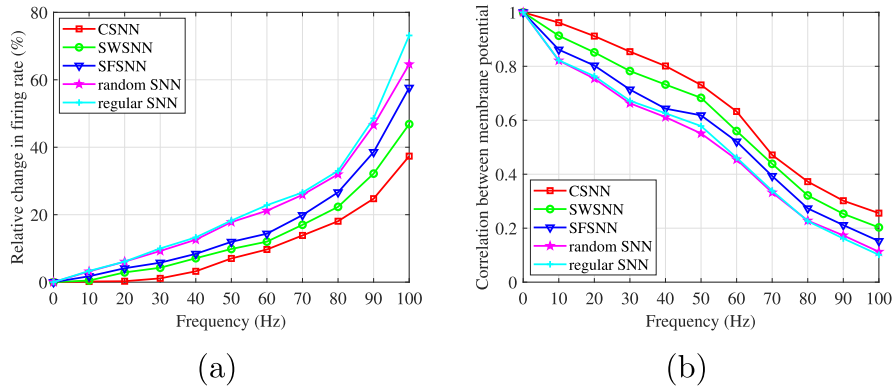 Relative change in firing rate (%)
80
60
40
20
0
CSNN
SWSNN
SFSNN
random SNN
regular SNN
0 10 20 30 40 50 60 70 80 90 100
Frequency (Hz)
(a)
Correlation between membrane potential
1
0.8
0.6
0.4
0.2
0
CSNN
SWSNN
SFSNN
random SNN
regular SNN
0 10 20 30 40 50 60 70 80 90 100
Frequency (Hz)
(b)